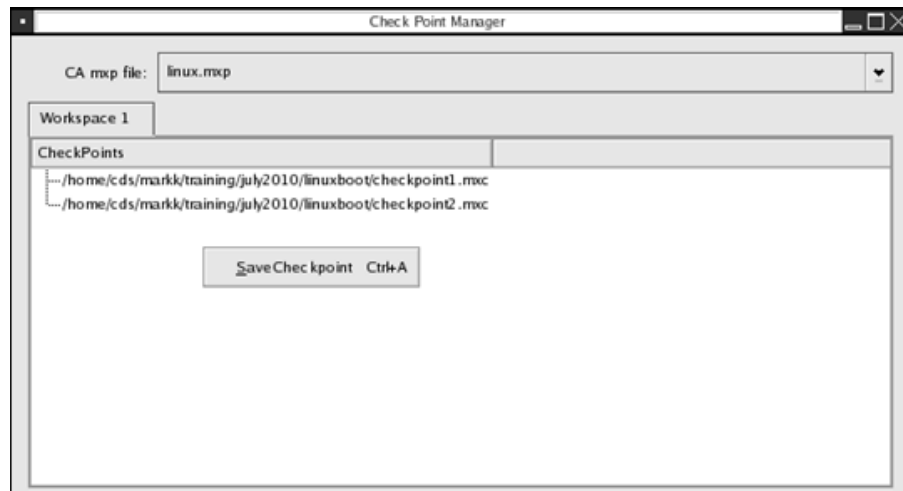 Check Point Manager
CA mxp file: linux.mxp
Workspace 1
CheckPoints
/home/cds/markk/training/july2010/linuxboot/checkpoint1.mxc
/home/cds/markk/training/july2010/linuxboot/checkpoint2.mxc
SaveCheckpoint Ctrl+A